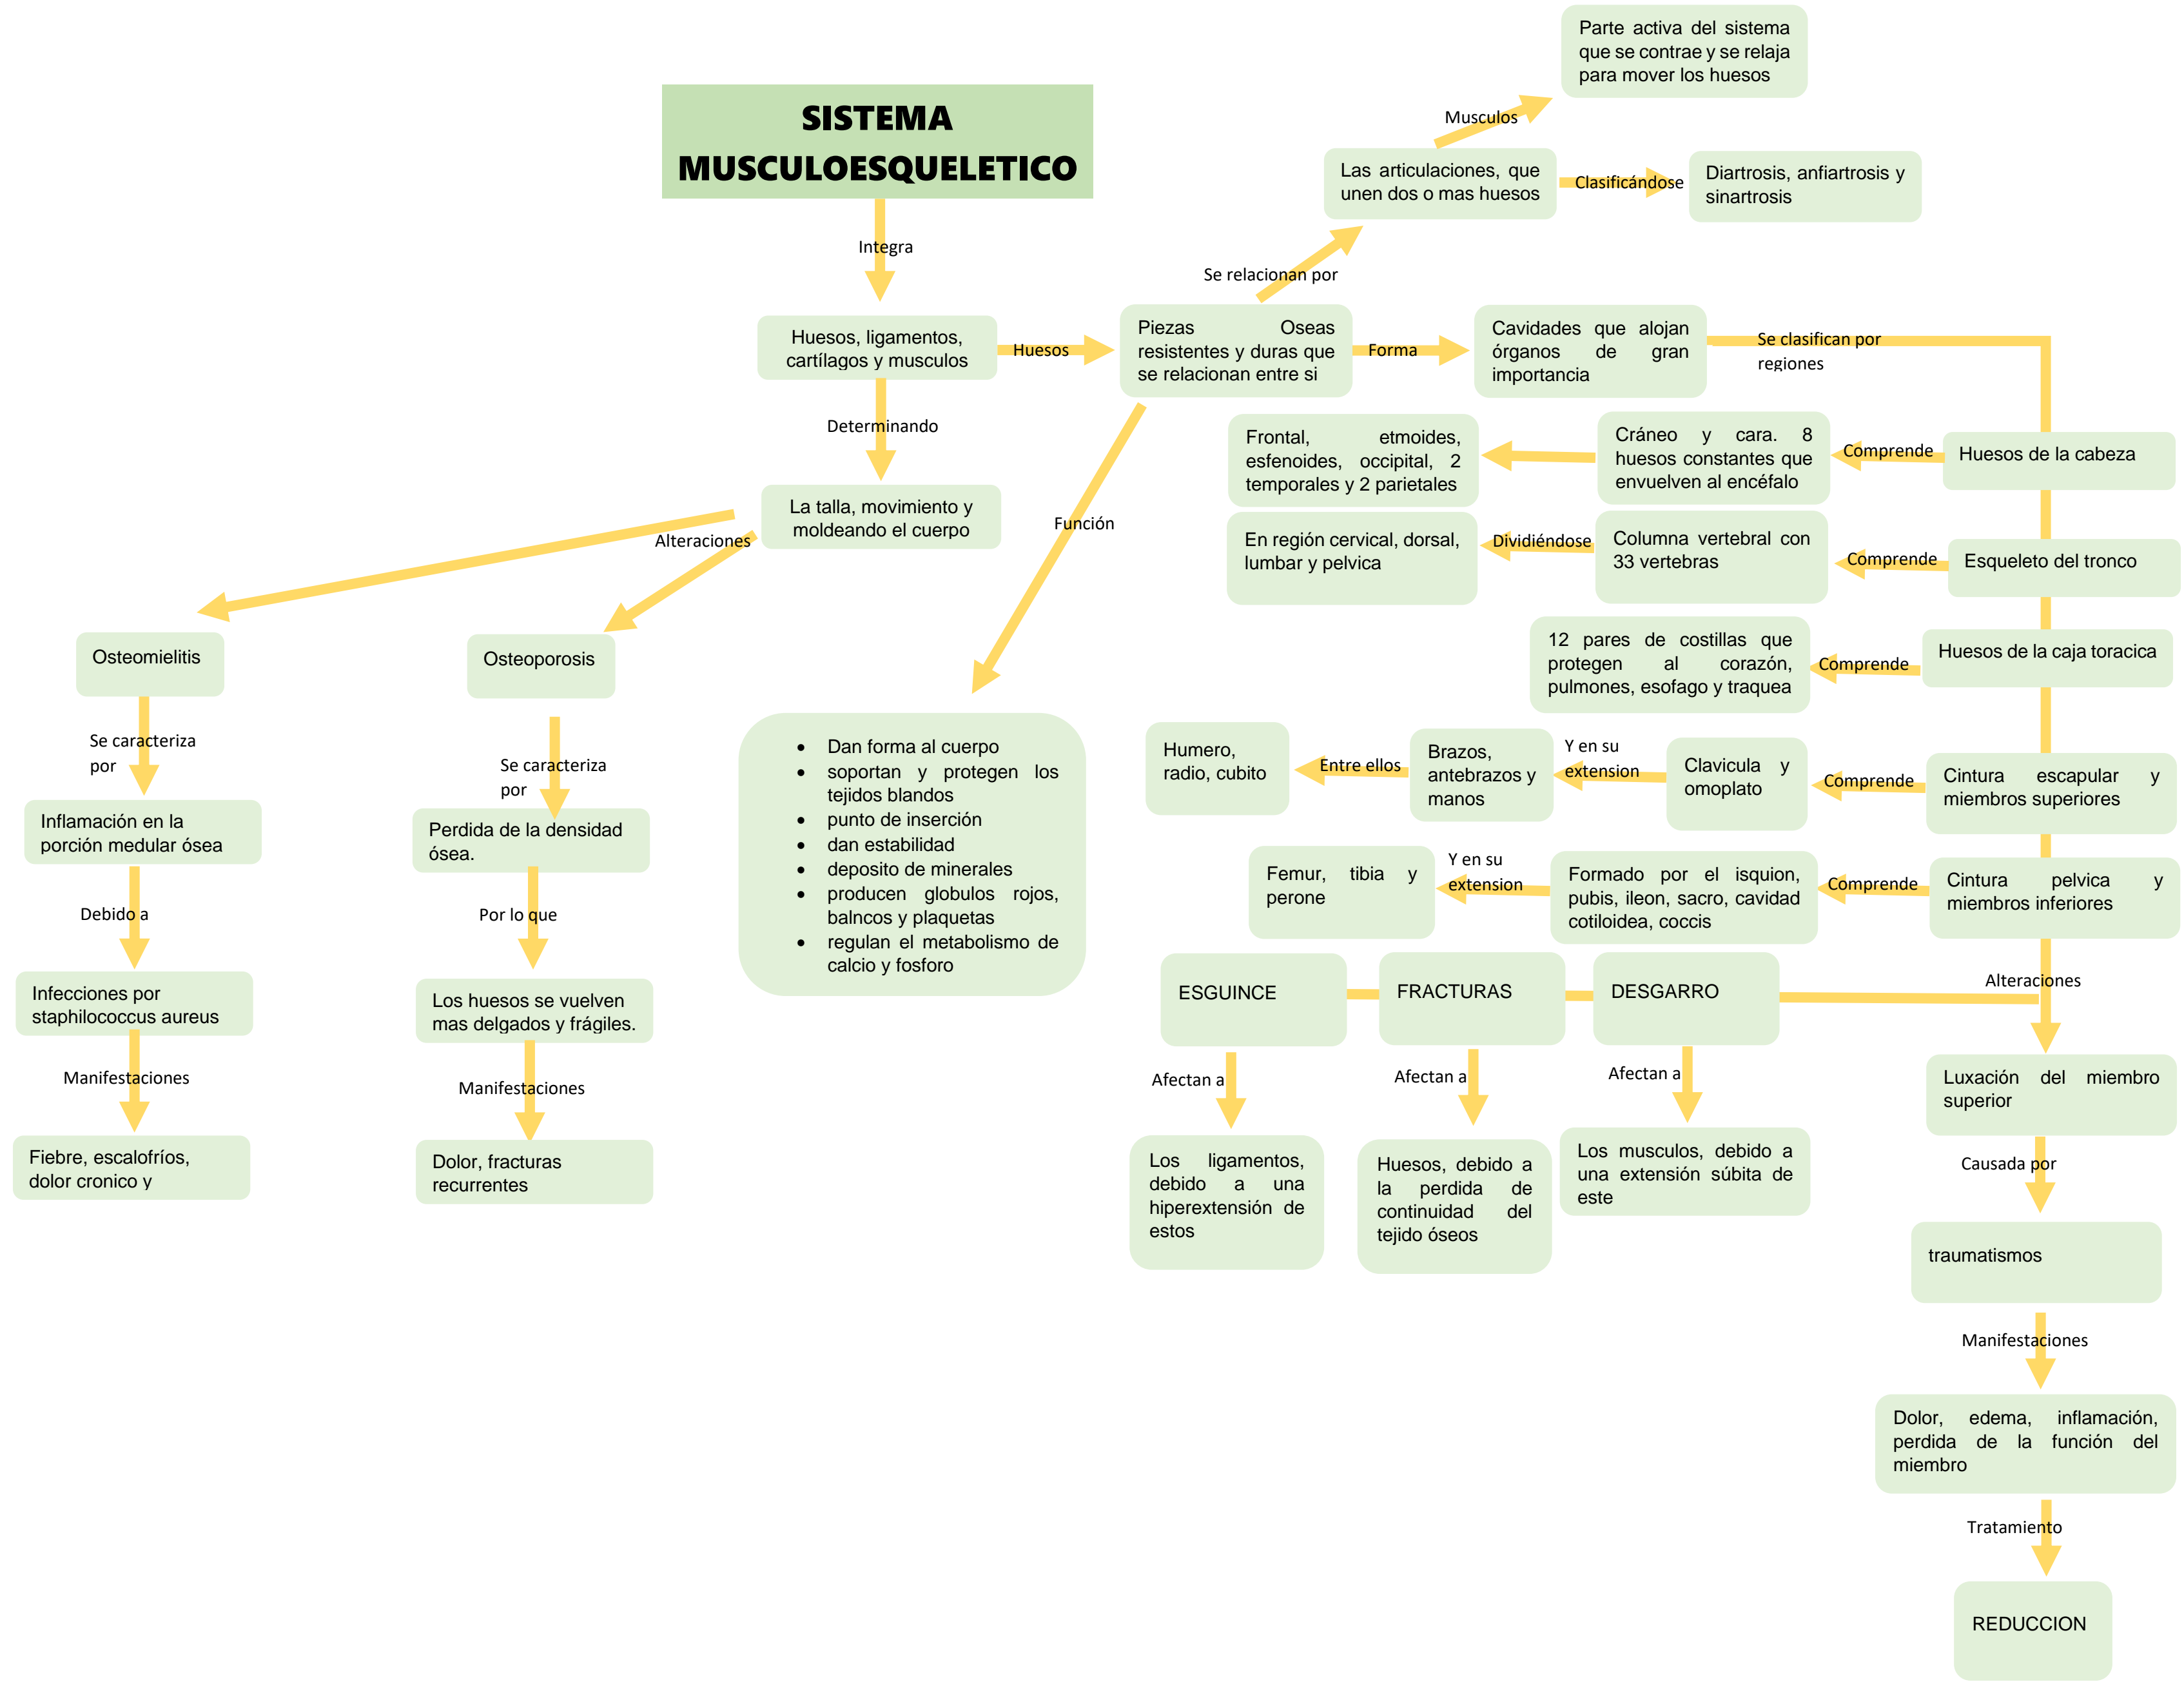 SISTEMA
MUSCULOESQUELETICO
Integra
Huesos, ligamentos,
cartílagos y musculos
Determinando
La talla, movimiento y
moldeando el cuerpo
Alteraciones
Osteomielitis
Se caracteriza
por
Inflamación en la
porción medular ósea
Debido a
Infecciones por
staphilococcus aureus
Manifestaciones
Fiebre, escalofríos,
dolor cronico y
Osteoporosis
Se caracteriza
por
Perdida de la densidad
ósea.
Por lo que
Los huesos se vuelven
mas delgados y frágiles.
Manifestaciones
Dolor, fracturas
recurrentes
Huesos
Piezas Oseas
resistentes y duras que
se relacionan entre si
Función
• Dan forma al cuerpo
• soportan y protegen los
tejidos blandos
• punto de inserción
• dan estabilidad
• deposito de minerales
• producen globulos rojos,
balncos y plaquetas
• regulan el metabolismo de
calcio y fosforo
Se relacionan por
Las articulaciones, que
unen dos o mas huesos
Musculos
Parte activa del sistema
que se contrae y se relaja
para mover los huesos
Clasificándose
Diartrosis, anfiartrosis y
sinartrosis
Forma
Cavidades que alojan
órganos de gran
importancia
Se clasifican por
regiones
Huesos de la cabeza
Comprende
Cráneo y cara. 8
huesos constantes que
envuelven al encéfalo
Frontal, etmoides,
esfenoides, occipital, 2
temporales y 2 parietales
Esqueleto del tronco
Comprende
Columna vertebral con
33 vertebras
Dividiéndose
En región cervical, dorsal,
lumbar y pelvica
Huesos de la caja toracica
Comprende
12 pares de costillas que
protegen al corazón,
pulmones, esofago y traquea
Cintura escapular y
miembros superiores
Comprende
Clavicula y
omoplato
Y en su
extension
Brazos,
antebrazos y
manos
Entre ellos
Humero,
radio, cubito
Cintura pelvica y
miembros inferiores
Comprende
Formado por el isquion,
pubis, ileon, sacro, cavidad
cotiloidea, coccis
Y en su
extension
Femur, tibia y
perone
Alteraciones
ESGUINCE
Afectan a
Los ligamentos,
debido a una
hiperextensión de
estos
FRACTURAS
Afectan a
Huesos, debido a
la perdida de
continuidad del
tejido óseos
DESGARRO
Afectan a
Los musculos, debido a
una extensión súbita de
este
Luxación del miembro
superior
Causada por
traumatismos
Manifestaciones
Dolor, edema, inflamación,
perdida de la función del
miembro
Tratamiento
REDUCCION